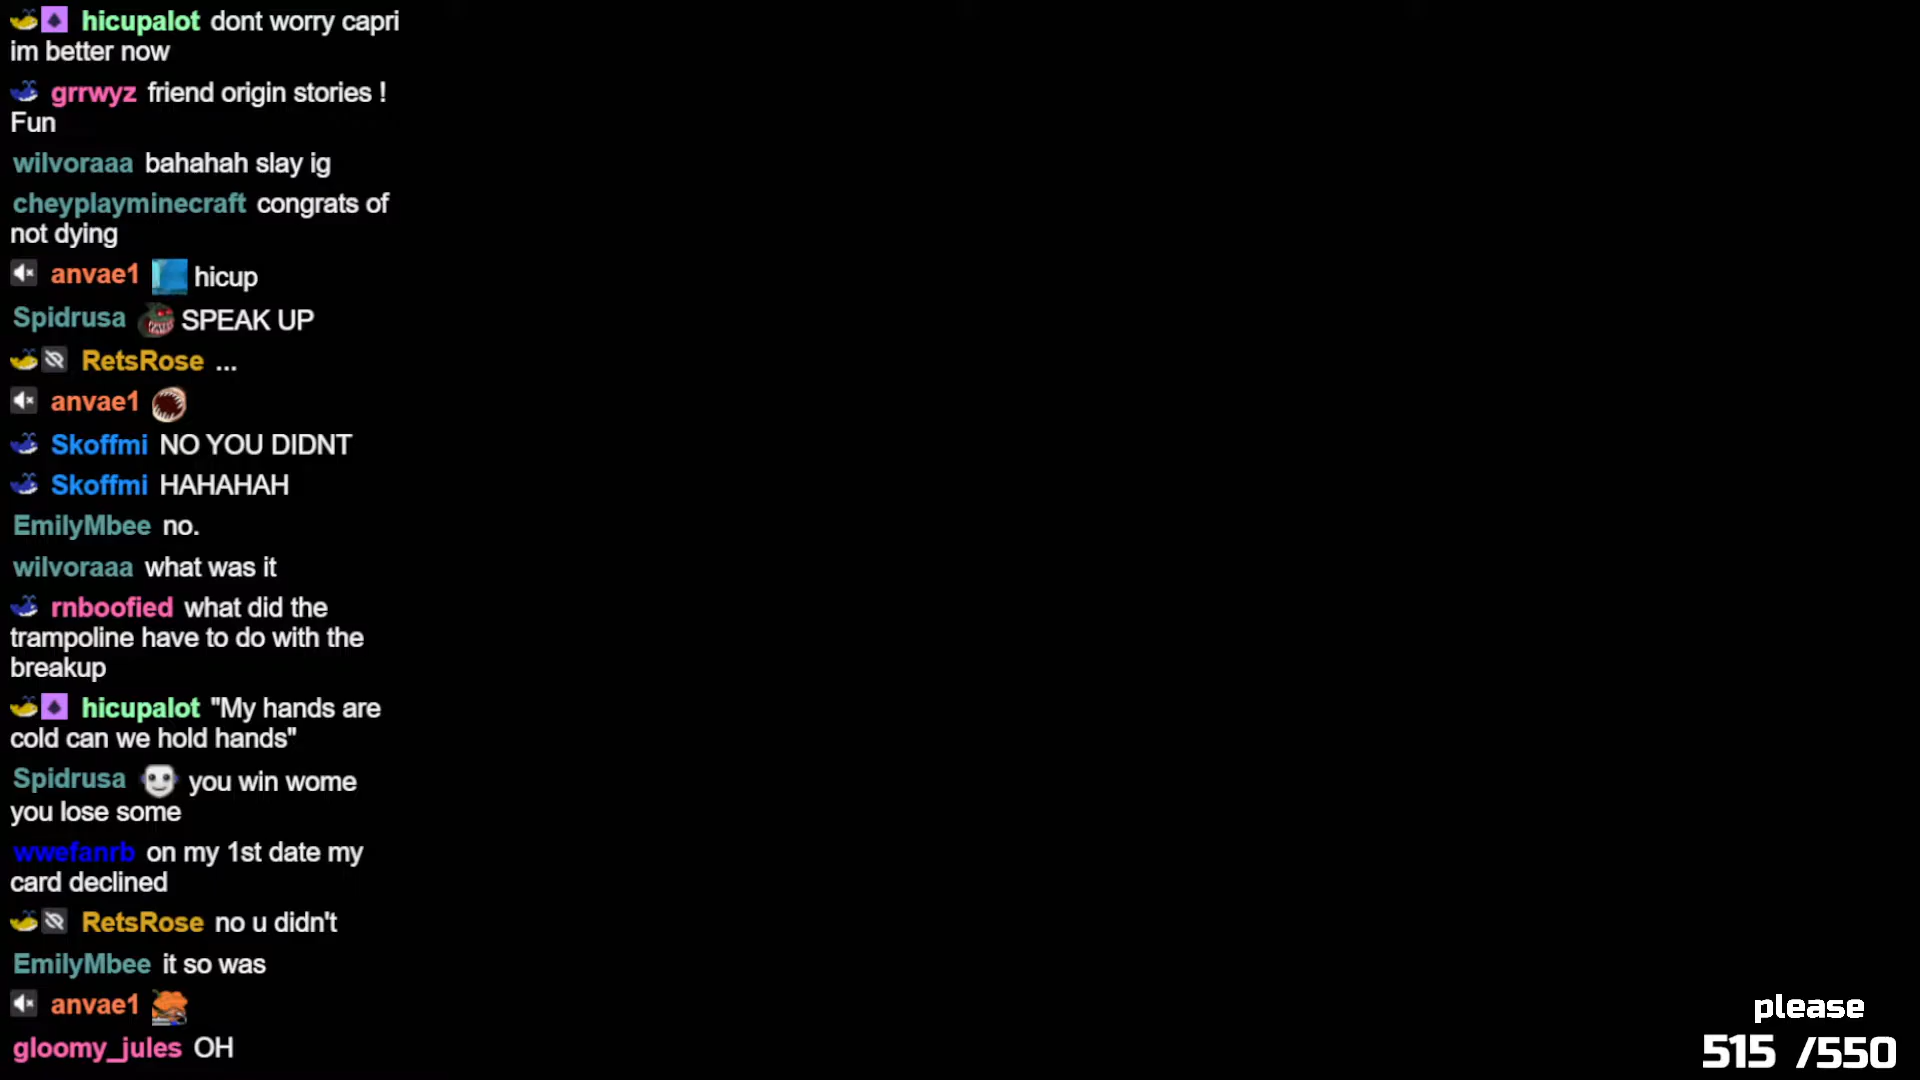 hicupalot dont worry capri
im better now
grrwyz friend origin stories !
Fun
wilvoraaa bahahah slay ig
cheyplayminecraft congrats of
not dying
anvae1 hicup
Spidrusa SPEAK UP
RetsRose ...
anvae1
Skoffmi NO YOU DIDNT
Skoffmi HAHAHAH
EmilyMbee no.
wilvoraaa what was it
rnboofied what did the
trampoline have to do with the
breakup
hicupalot "My hands are
cold can we hold hands"
Spidrusa you win wome
you lose some
wwefanrb on my 1st date my
card declined
RetsRose no u didn't
EmilyMbee it so was
anvae1
gloomy_jules OH
please
515 /550